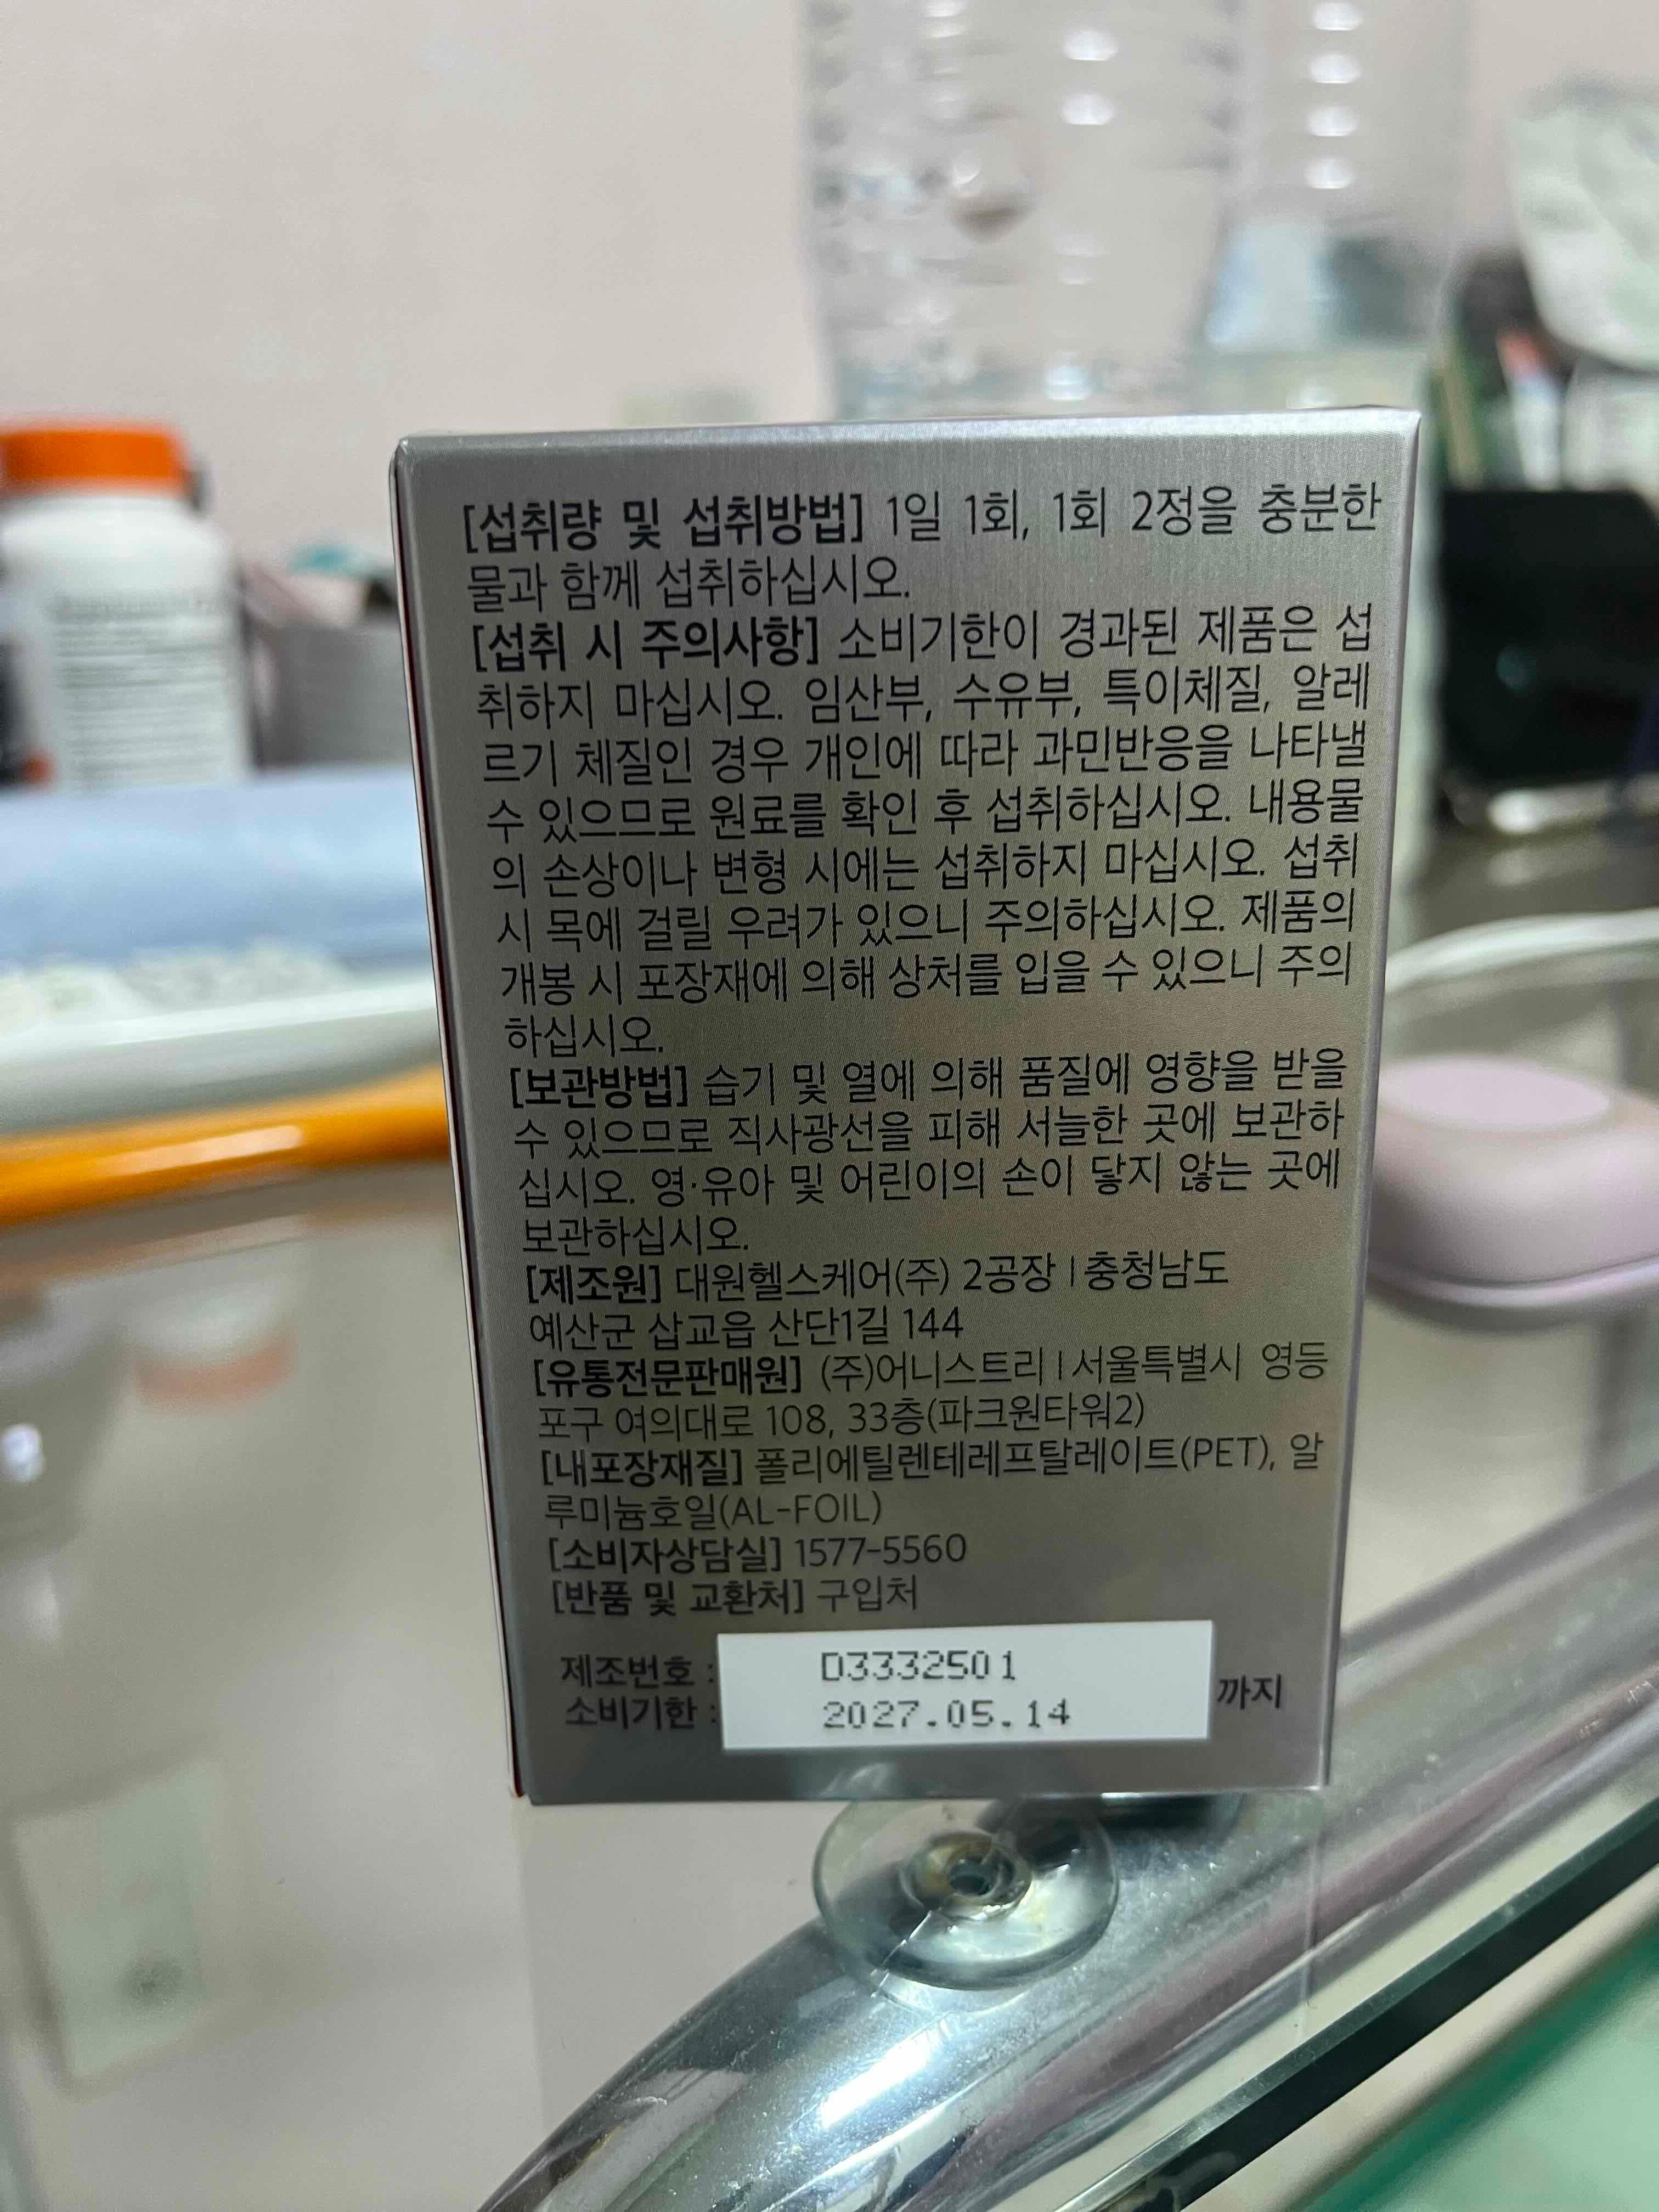 [섭취량 및 섭취방법] 1일 1회, 1회 2정을 충분한
물과 함께 섭취하십시오.
[섭취 시 주의사항] 소비기한이 경과된 제품은 섭
취하지 마십시오. 임산부, 수유부, 특이체질, 알레
르기 체질인 경우 개인에 따라 과민반응을 나타낼
수 있으므로 원료를 확인 후 섭취하십시오. 내용물
의 손상이나 변형 시에는 섭취하지 마십시오. 섭취
시 목에 걸릴 우려가 있으니 주의하십시오. 제품의
개봉 시 포장재에 의해 상처를 입을 수 있으니 주의
하십시오.
[보관방법] 습기 및 열에 의해 품질에 영향을 받을
수 있으므로 직사광선을 피해 서늘한 곳에 보관하
십시오. 영·유아 및 어린이의 손이 닿지 않는 곳에
보관하십시오.
[제조원] 대원헬스케어(주) 2공장 | 충청남도
예산군 삽교읍 산단1길 144
[유통전문판매원] (주)어니스트리 | 서울특별시 영등
포구 여의대로 108, 33층(파크원타워2)
[내포장재질] 폴리에틸렌테레프탈레이트(PET), 알
루미늄호일(AL-FOIL)
[소비자상담실] 1577-5560
[반품 및 교환처] 구입처
제조번호 : D3332501
소비기한 : 2027.05.14 까지